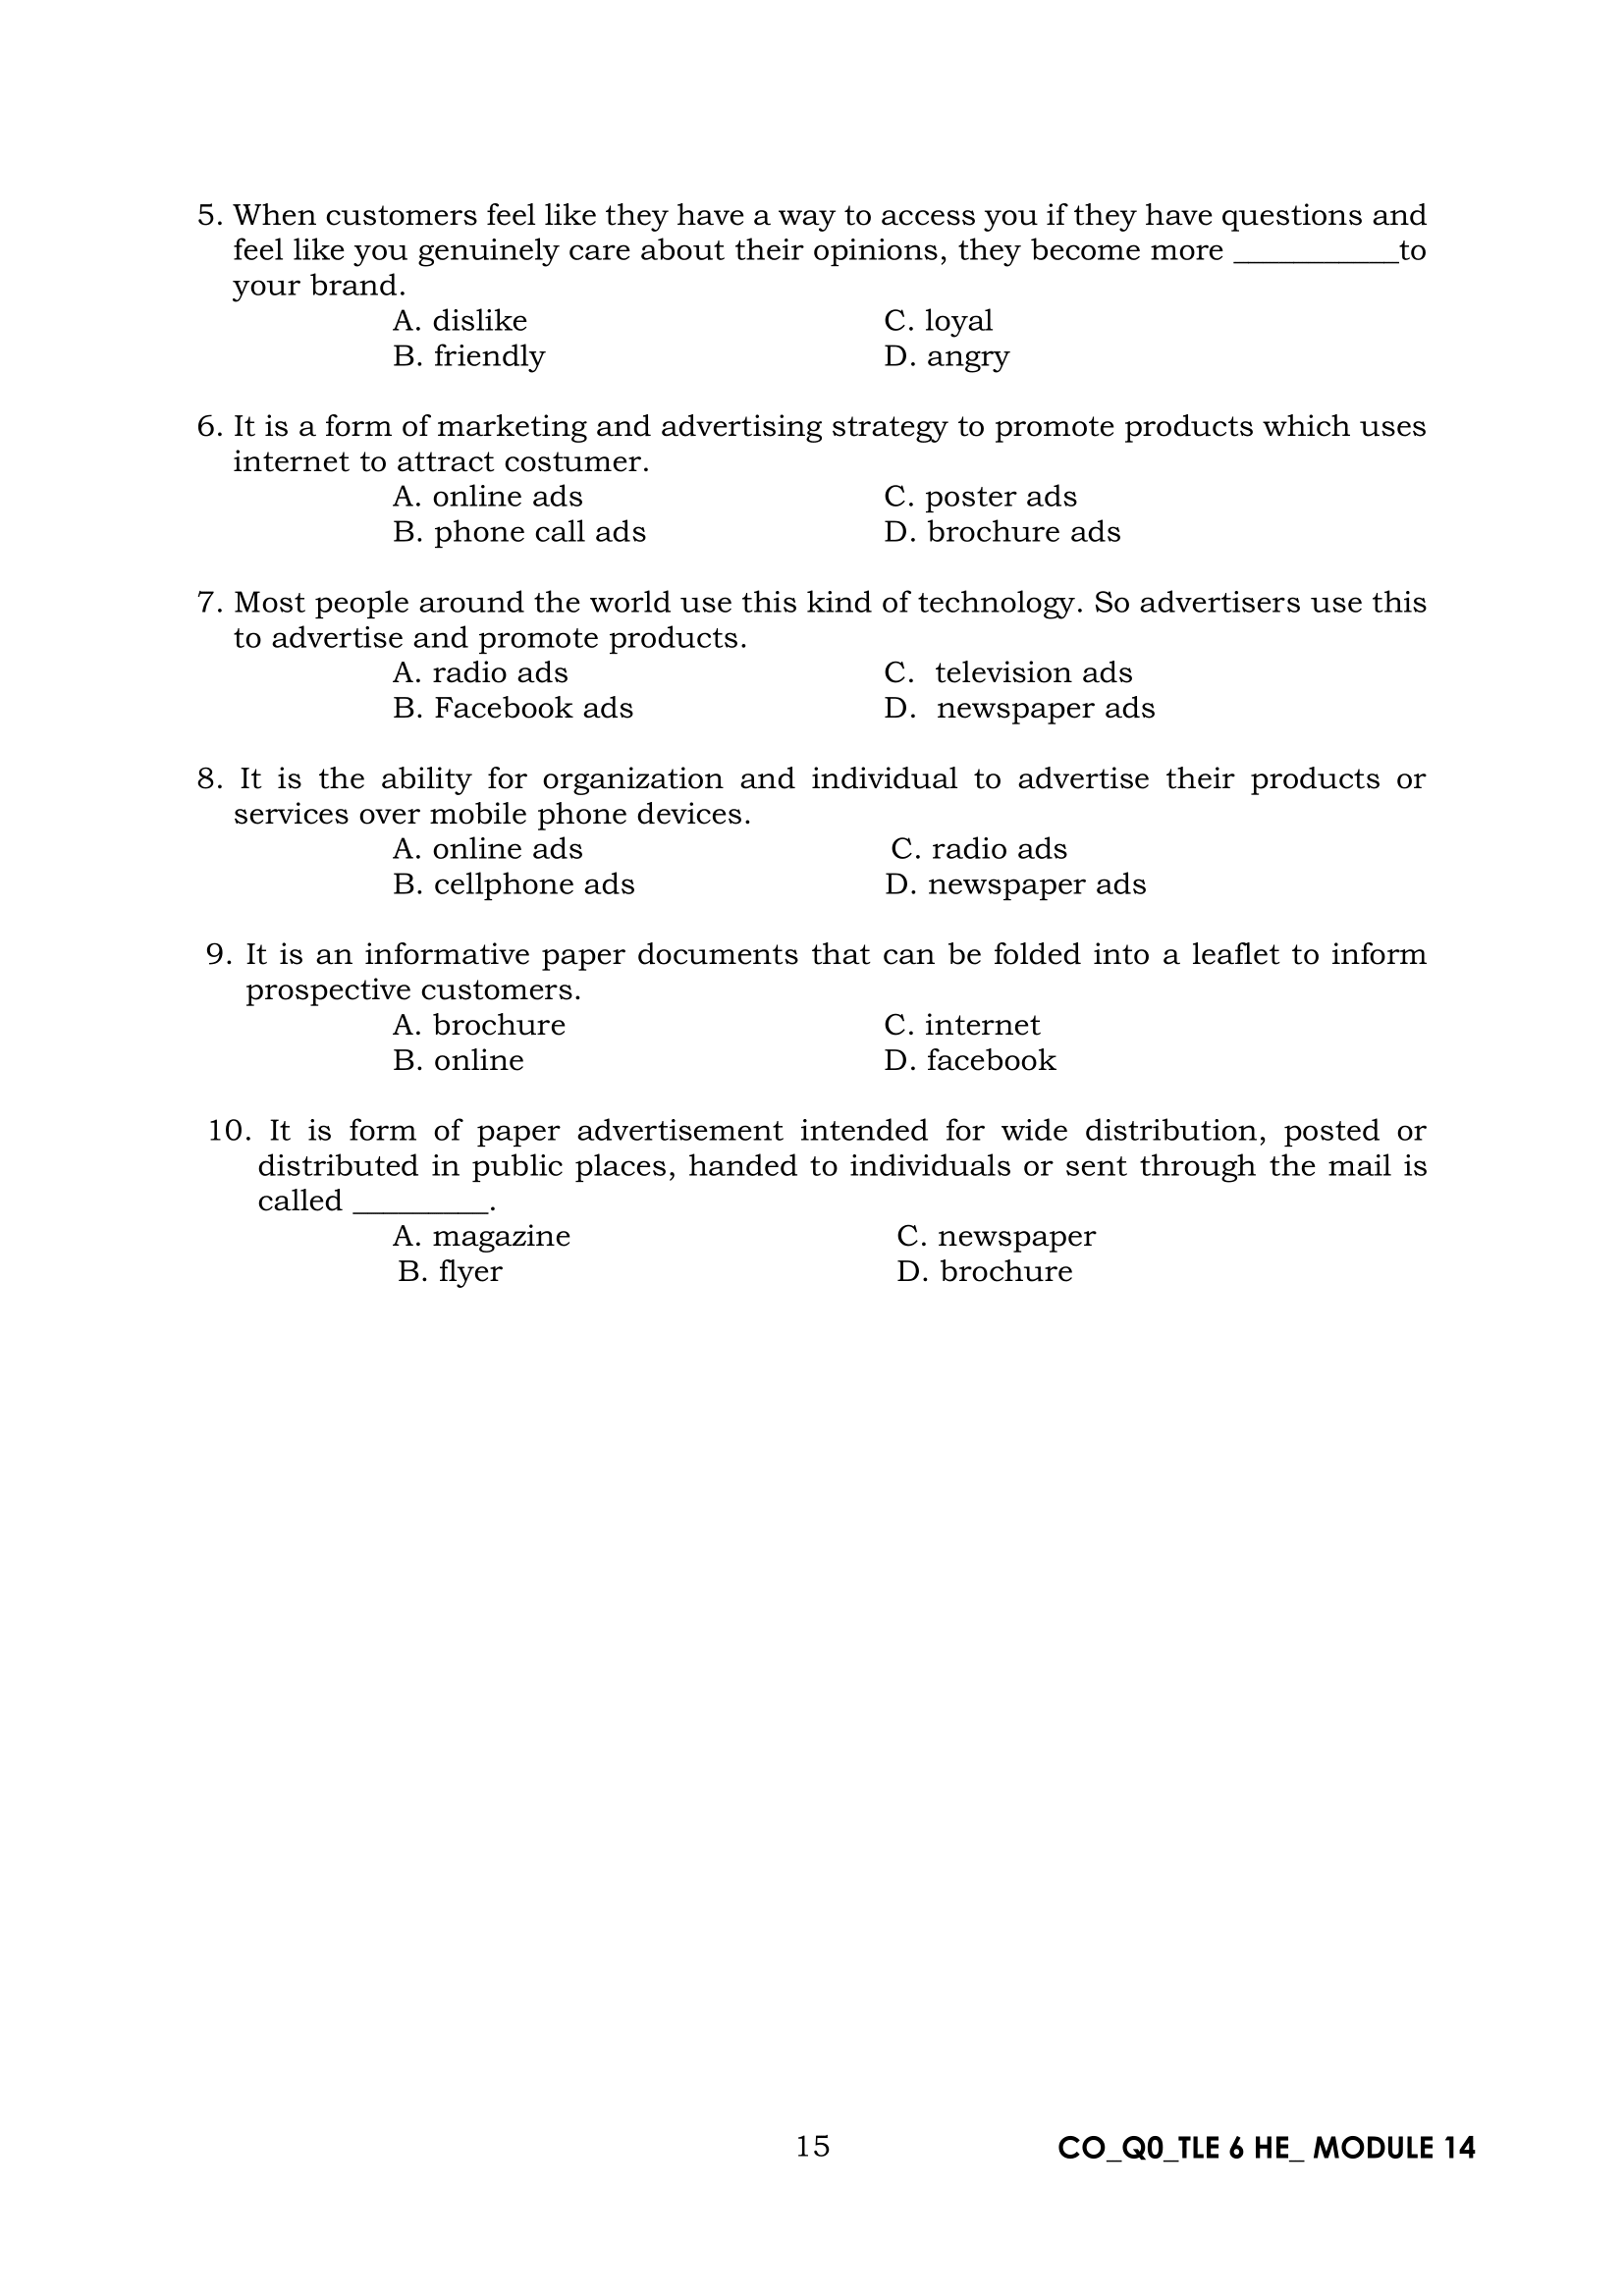 5. When customers feel like they have a way to access you if they have questions and
feel like you genuinely care about their opinions, they become more ___________to
your brand.
A. dislike C. loyal
B. friendly D. angry
6. It is a form of marketing and advertising strategy to promote products which uses
internet to attract costumer.
A. online ads C. poster ads
B. phone call ads D. brochure ads
7. Most people around the world use this kind of technology. So advertisers use this
to advertise and promote products.
A. radio ads C. television ads
B. Facebook ads D. newspaper ads
8. It is the ability for organization and individual to advertise their products or
services over mobile phone devices.
A. online ads C. radio ads
B. cellphone ads D. newspaper ads
9. It is an informative paper documents that can be folded into a leaflet to inform
prospective customers.
A. brochure C. internet
B. online D. facebook
10. It is form of paper advertisement intended for wide distribution, posted or
distributed in public places, handed to individuals or sent through the mail is
called _________.
A. magazine C. newspaper
B. flyer D. brochure
15 CO_Q0_TLE 6 HE_ MODULE 14